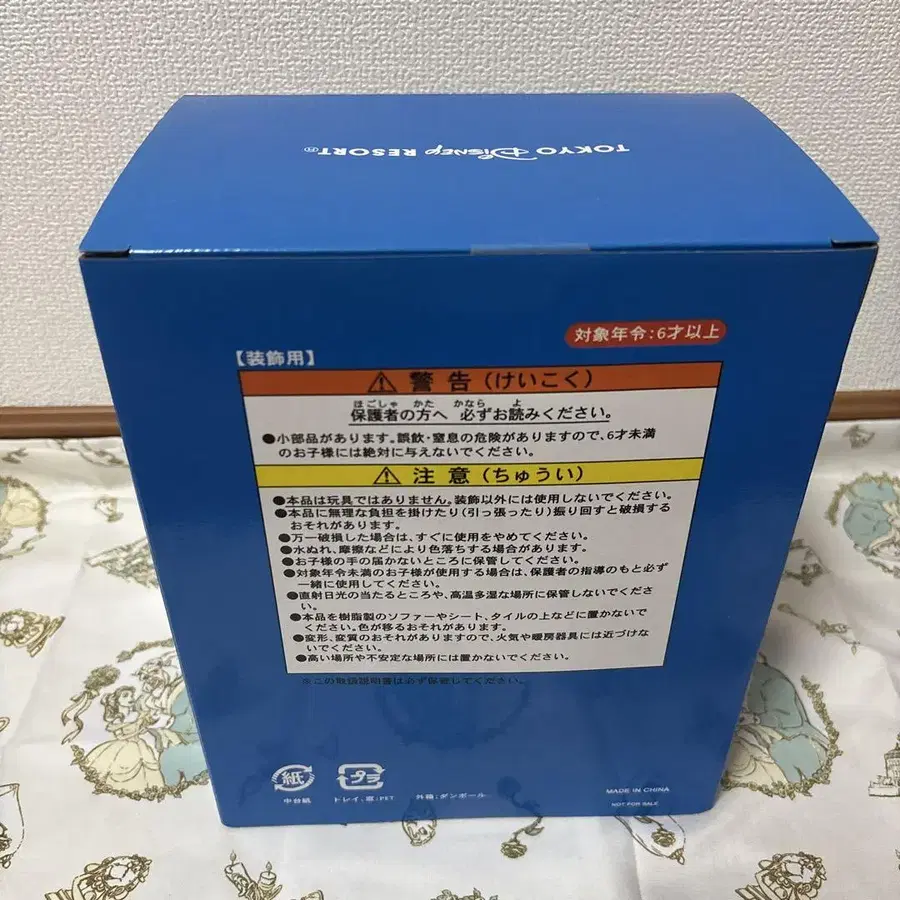 TOKYO DISNEY RESORT®
対象年令:6才以上
【装飾用】
⚠ 警告(けいこく)
ほごしゃ かた かなら よ
保護者の方へ 必ずお読みください。
●小部品があります。誤飲・窒息の危険がありますので、6才未満
のお子様には絶対に与えないでください。
⚠ 注意(ちゅうい)
●本品は玩具ではありません。装飾以外には使用しないでください。
●本品に無理な負担を掛けたり(引っ張ったり)振り回すと破損する
おそれがあります。
●万一破損した場合は、すぐに使用をやめてください。
●水ぬれ、摩擦などにより色落ちする場合があります。
●お子様の手の届かないところに保管してください。
●対象年令未満のお子様が使用する場合は、保護者の指導のもと必ず
一緒に使用してください。
●直射日光の当たるところや、高温多湿な場所に保管しないでくださ
い。
●本品を樹脂製のソファーやシート、タイルの上などに置かないで
ください。色が移るおそれがあります。
●変形、変質のおそれがありますので、火気や暖房器具には近づけな
いでください。
●高い場所や不安定な場所には置かないでください。
※この取扱説明書は必ず保管してください。
紙 プラ
中台紙 トレイ、窓:PET 外箱:ダンボール
MADE IN CHINA
NOT FOR SALE